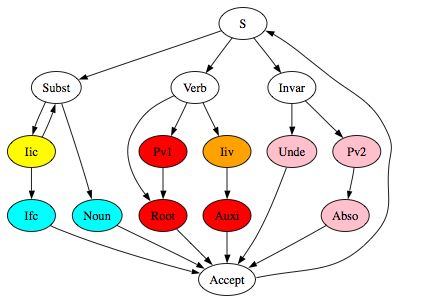 S
Subst Verb Invar
Iic Pv1 Iiv Unde Pv2
Ifc Noun Root Auxi Abso
Accept